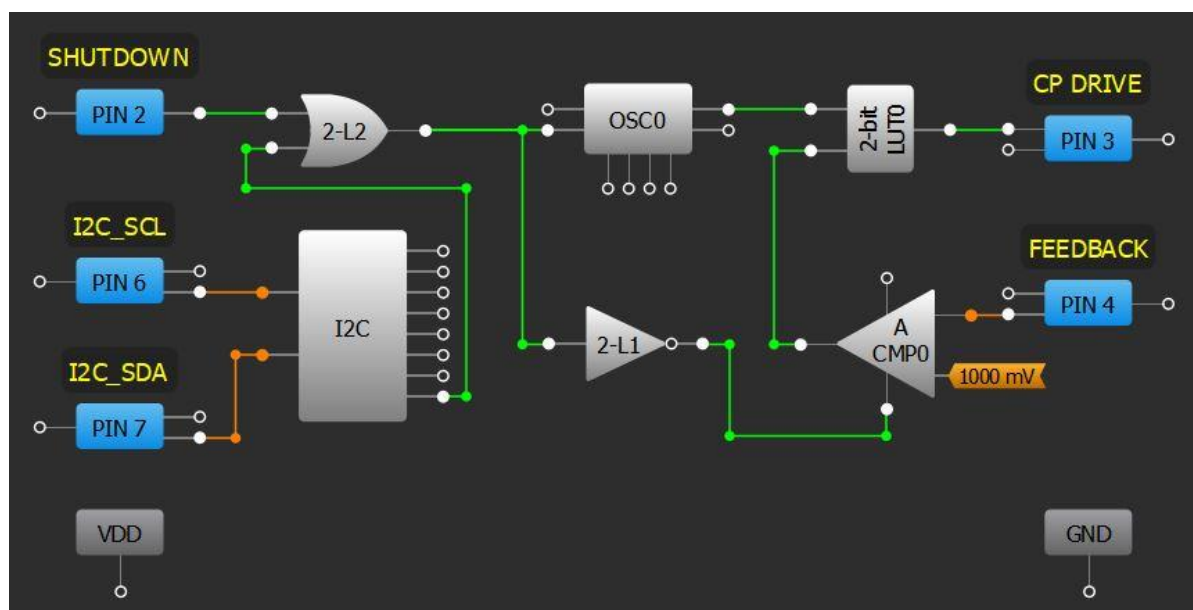 SHUTDOWN
PIN 2
2-L2
OSC0
2-bit
LUT0
CP DRIVE
PIN 3
I2C_SCL
PIN 6
I2C
I2C_SDA
PIN 7
2-L1
A
CMP0
FEEDBACK
PIN 4
1000 mV
VDD
GND